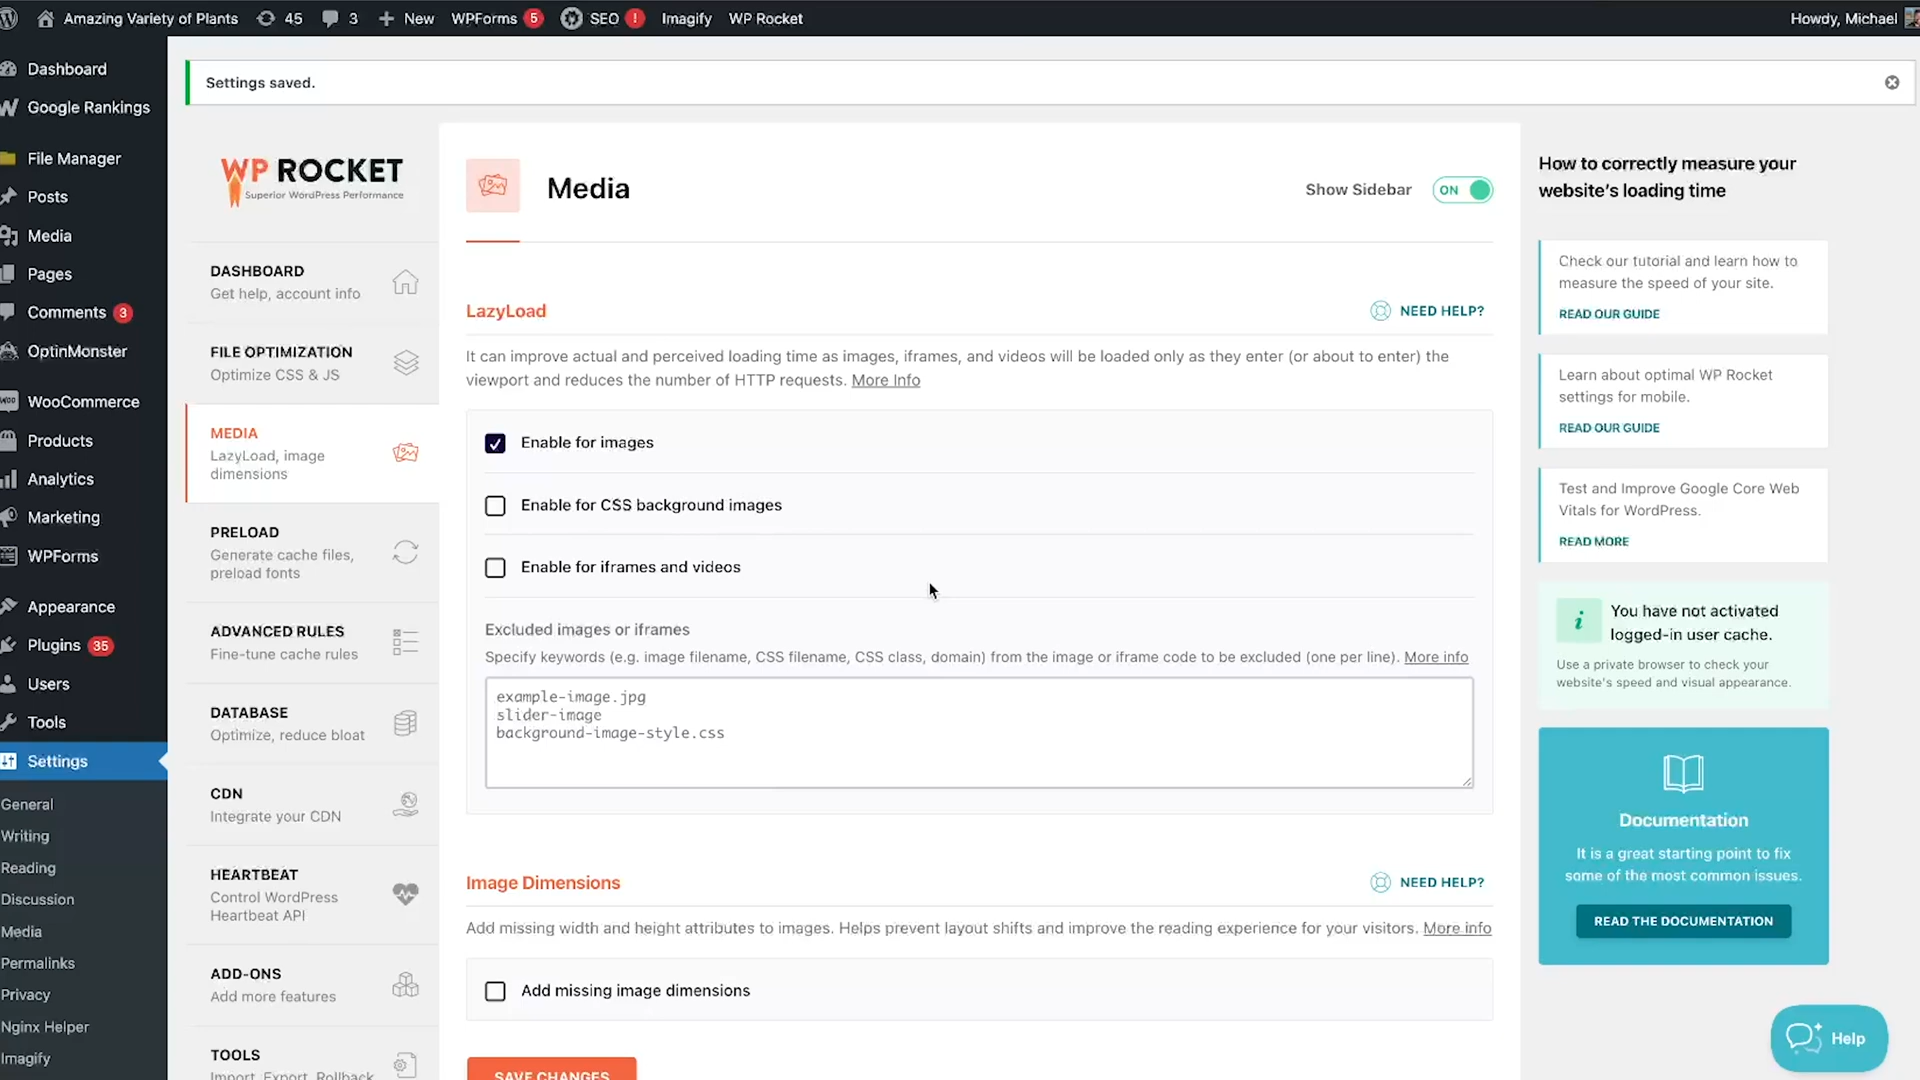 Amazing Variety of Plants
45
3
New
WPForms
5
SEO
!
Imagify
WP Rocket
Howdy, Michael
Dashboard
Google Rankings
File Manager
Posts
Media
Pages
Comments
3
OptinMonster
WooCommerce
Products
Analytics
Marketing
WPForms
Appearance
Plugins
35
Users
Tools
Settings
General
Writing
Reading
Discussion
Media
Permalinks
Privacy
Nginx Helper
Imagify
Settings saved.
WP ROCKET
Superior WordPress Performance
DASHBOARD
Get help, account info
FILE OPTIMIZATION
Optimize CSS & JS
MEDIA
LazyLoad, image
dimensions
PRELOAD
Generate cache files,
preload fonts
ADVANCED RULES
Fine-tune cache rules
DATABASE
Optimize, reduce bloat
CDN
Integrate your CDN
HEARTBEAT
Control WordPress
Heartbeat API
ADD-ONS
Add more features
TOOLS
Import, Export, Rollback
Media
Show Sidebar
ON
LazyLoad
NEED HELP?
It can improve actual and perceived loading time as images, iframes, and videos will be loaded only as they enter (or about to enter) the
viewport and reduces the number of HTTP requests. More Info
Enable for images
Enable for CSS background images
Enable for iframes and videos
Excluded images or iframes
Specify keywords (e.g. image filename, CSS filename, CSS class, domain) from the image or iframe code to be excluded (one per line). More info
example-image.jpg
slider-image
background-image-style.css
Image Dimensions
NEED HELP?
Add missing width and height attributes to images. Helps prevent layout shifts and improve the reading experience for your visitors. More info
Add missing image dimensions
SAVE CHANGES
How to correctly measure your
website's loading time
Check our tutorial and learn how to
measure the speed of your site.
READ OUR GUIDE
Learn about optimal WP Rocket
settings for mobile.
READ OUR GUIDE
Test and Improve Google Core Web
Vitals for WordPress.
READ MORE
You have not activated
logged-in user cache.
Use a private browser to check your
website's speed and visual appearance.
Documentation
It is a great starting point to fix
some of the most common issues.
READ THE DOCUMENTATION
Help